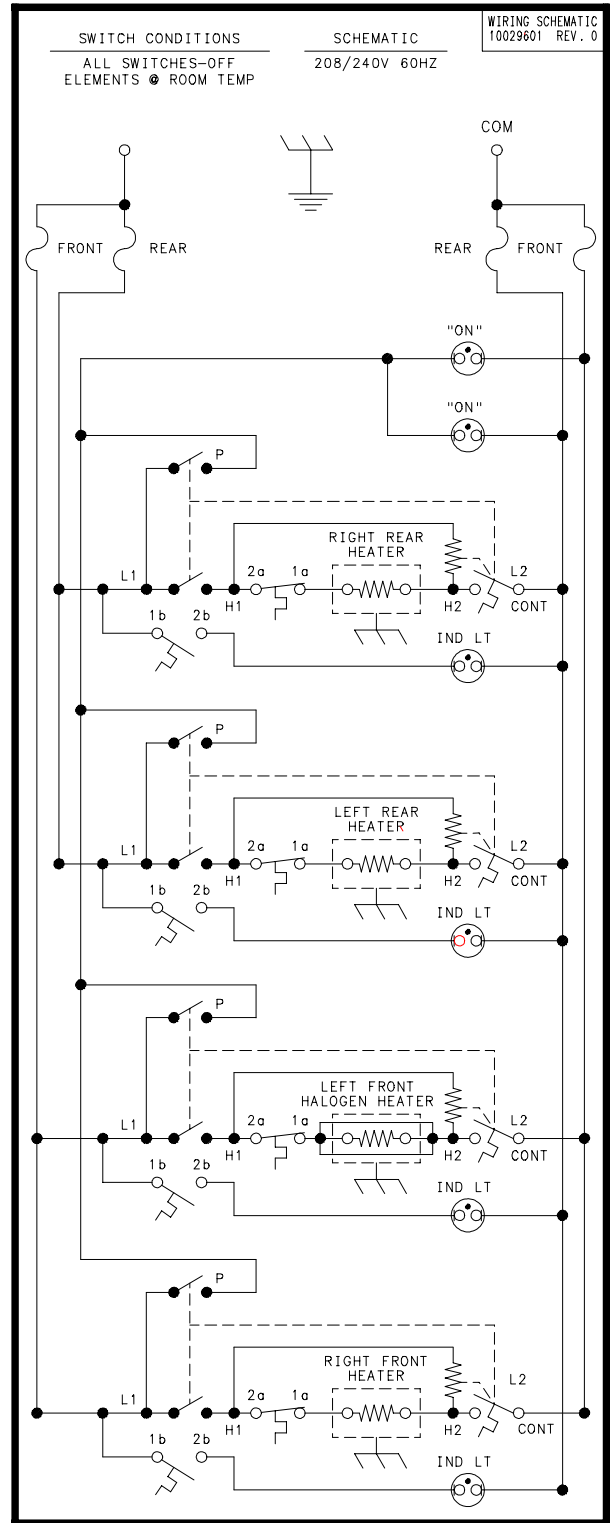 WIRING SCHEMATIC
10029601 REV. 0
SWITCH CONDITIONS
ALL SWITCHES-OFF
ELEMENTS @ ROOM TEMP
SCHEMATIC
208/240V 60HZ
COM
FRONT
REAR
REAR
FRONT
"ON"
"ON"
P
RIGHT REAR
HEATER
L1
2a
1a
L2
H1
H2
CONT
1b
2b
IND LT
P
LEFT REAR
HEATER
L1
2a
1a
L2
H1
H2
CONT
1b
2b
IND LT
P
LEFT FRONT
HALOGEN HEATER
L1
2a
1a
L2
H1
H2
CONT
1b
2b
IND LT
P
RIGHT FRONT
HEATER
L2
L1
2a
1a
H1
H2
CONT
1b
2b
IND LT